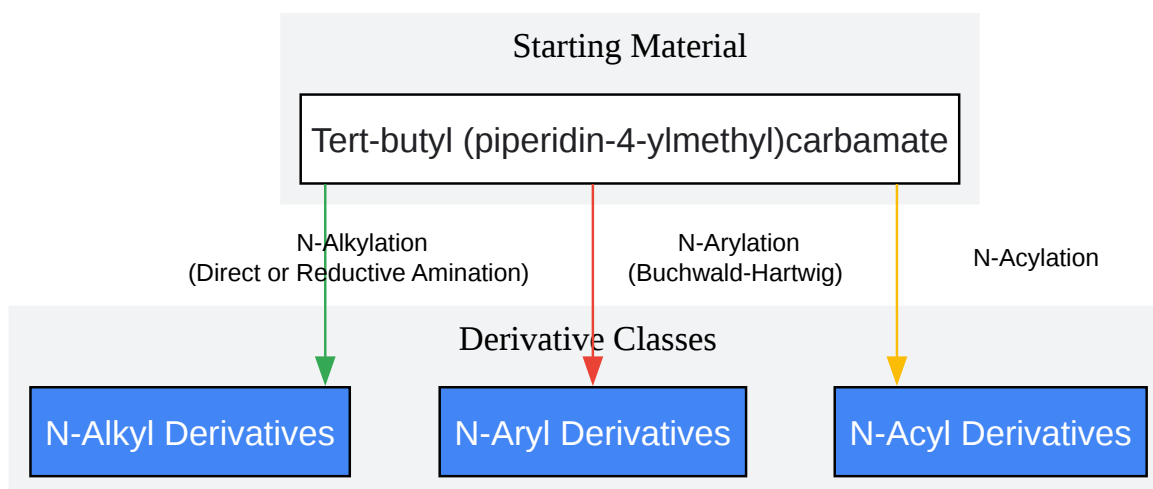 Starting Material
Tert-butyl (piperidin-4-ylmethyl)carbamate
N-Alkylation
(Direct or Reductive Amination)
N-Arylation
(Buchwald-Hartwig)
N-Acylation
Derivative Classes
N-Alkyl Derivatives
N-Aryl Derivatives
N-Acyl Derivatives